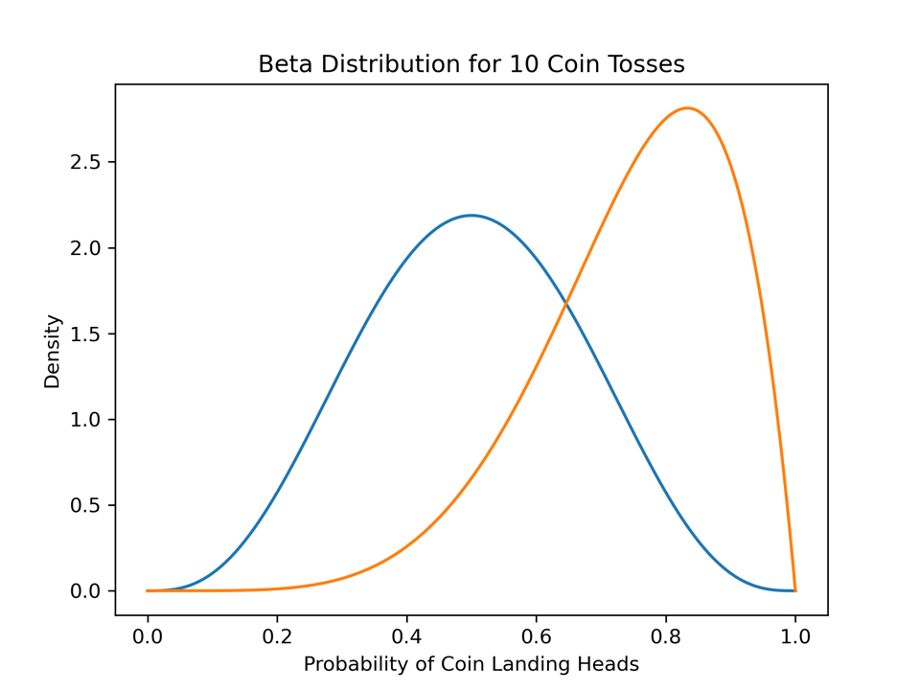 Beta Distribution for 10 Coin Tosses
2.5
2.0
1.5
1.0
0.5
0.0
Density
0.0 0.2 0.4 0.6 0.8 1.0
Probability of Coin Landing Heads